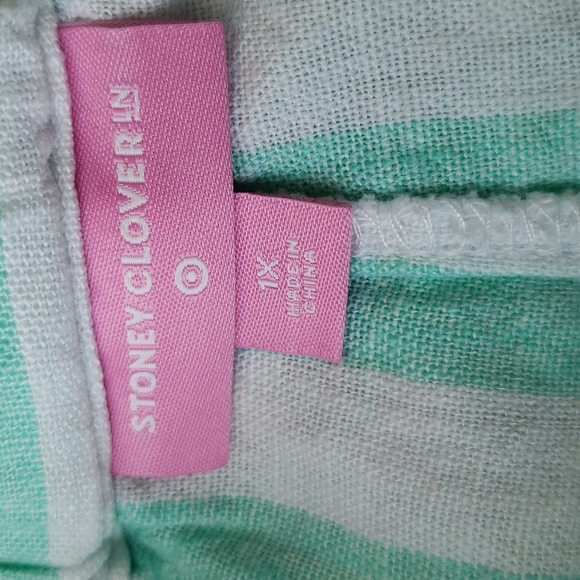 STONEY CLOVER LN
1X
MADE IN
CHINA